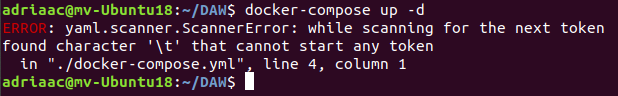 adriaac@mv-Ubuntu18:~/DAW$ docker-compose up -d
ERROR: yaml.scanner.ScannerError: while scanning for the next token
found character '\t' that cannot start any token
  in "./docker-compose.yml", line 4, column 1
adriaac@mv-Ubuntu18:~/DAW$